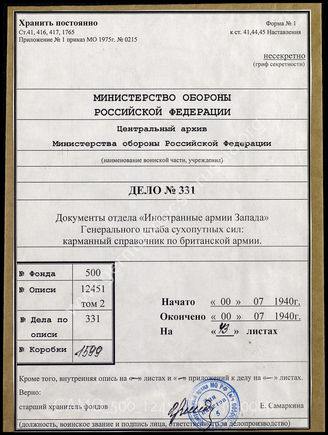 Хранить постоянно
Форма № 1
Ст.41, 416, 417, 1765
к ст. 41,44,45 Наставления
Приложение № 1 приказ МО 1975г. № 0215
несекретно
(граф секретности)
МИНИСТЕРСТВО ОБОРОНЫ
РОССИЙСКОЙ ФЕДЕРАЦИИ
Центральный архив
Министерства обороны Российской Федерации
(наименование воинской части, учреждения)
ДЕЛО № 331
Документы отдела «Иностранные армии Запада»
Генерального штаба сухопутных сил:
карманный справочник по британской армии.
№ Фонда 500
№ Описи 12451
том 2
№ Дела по описи 331
№ Коробки 1599
Начато « 00 » 07 1940г.
Окончено « 00 » 07 1940г.
На « 43 » листах
Кроме того, внутренняя опись на «–» листах и «–» приложений к делу на «–» листах.
Верно:
старший хранитель фондов
Е. Самаркина
(должность, воинское звание и подпись лица, ответственного за делопроизводство)